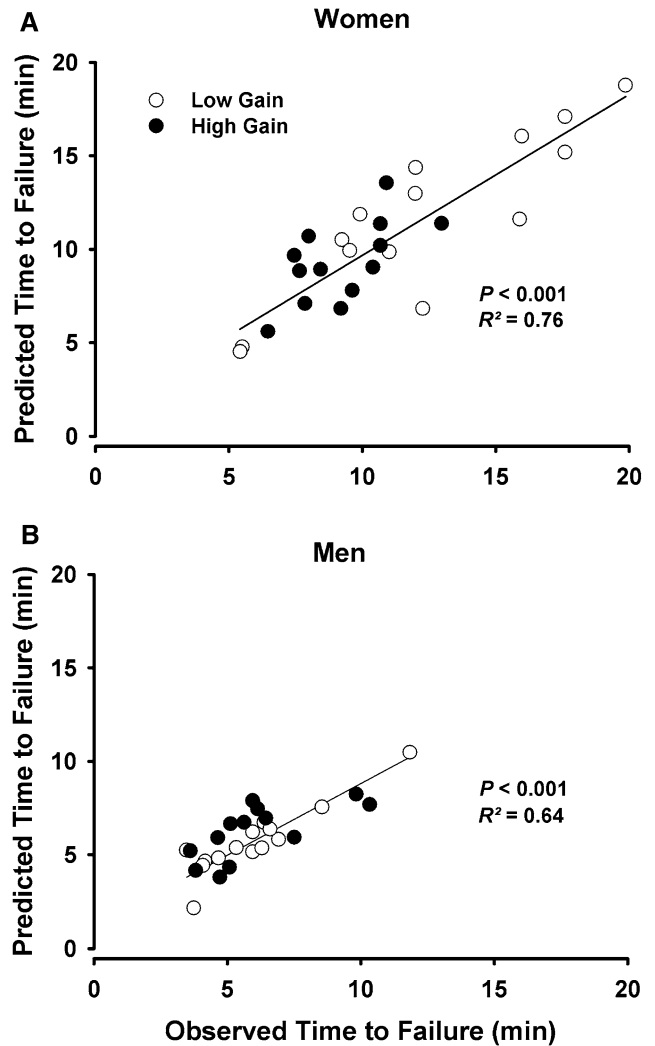 A
Women
Predicted Time to Failure (min)
20
15
10
5
0
Low Gain
High Gain
P < 0.001
R² = 0.76
0 5 10 15 20
B
Men
Predicted Time to Failure (min)
20
15
10
5
0
P < 0.001
R² = 0.64
0 5 10 15 20
Observed Time to Failure (min)